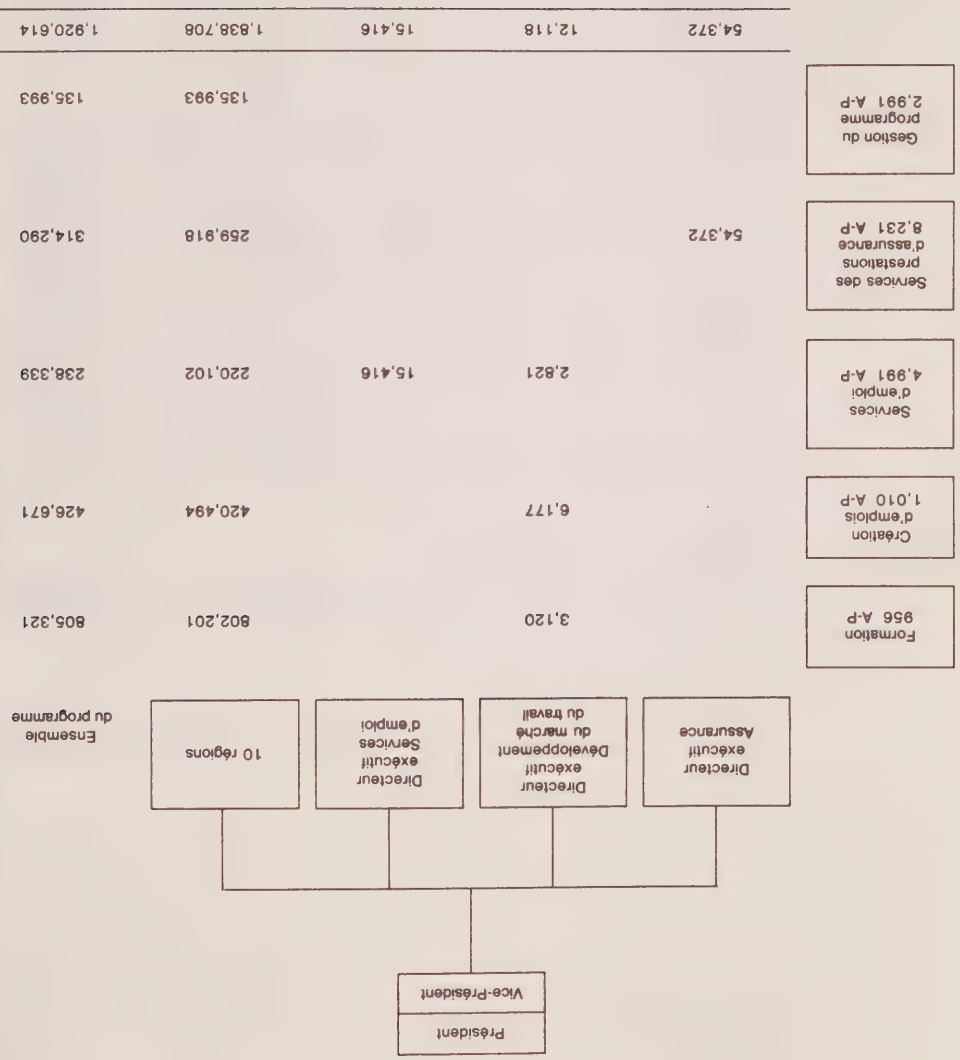 Président
Vice-Président
Directeur
exécutif
Assurance
Directeur
exécutif
Développement
du marché
du travail
Directeur
exécutif
Services
d'emploi
10 régions
Ensemble
du programme
Formation
956 A-P
3,120 802,201 805,321
Création
d'emplois
1,010 A-P
6,177 420,494 426,671
Services
d'emploi
4,991 A-P
2,821 15,416 220,102 238,339
Services des
prestations
d'assurance
8,231 A-P
54,372 259,918 314,290
Gestion du
programme
2,991 A-P
135,993 135,993
54,372 12,118 15,416 1,838,708 1,920,614